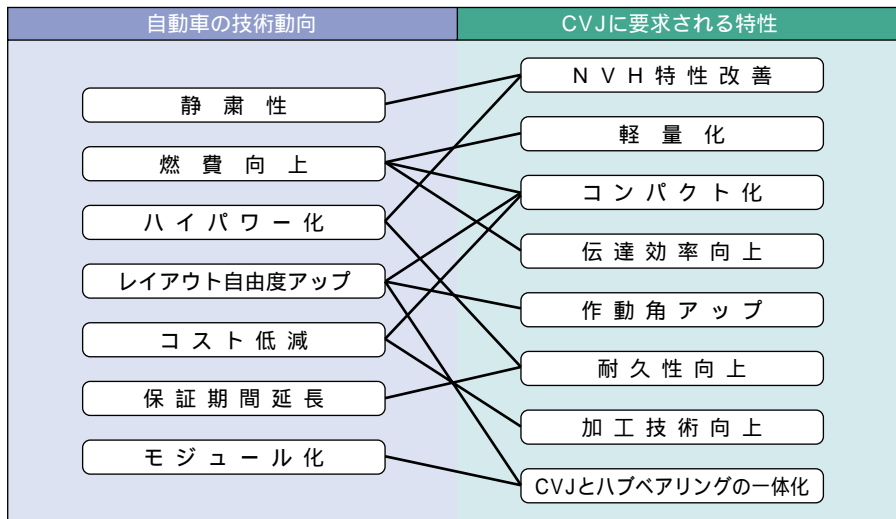 自動車の技術動向
CVJに要求される特性
静粛性
燃費向上
ハイパワー化
レイアウト自由度アップ
コスト低減
保証期間延長
モジュール化
NVH特性改善
軽量化
コンパクト化
伝達効率向上
作動角アップ
耐久性向上
加工技術向上
CVJとハブベアリングの一体化